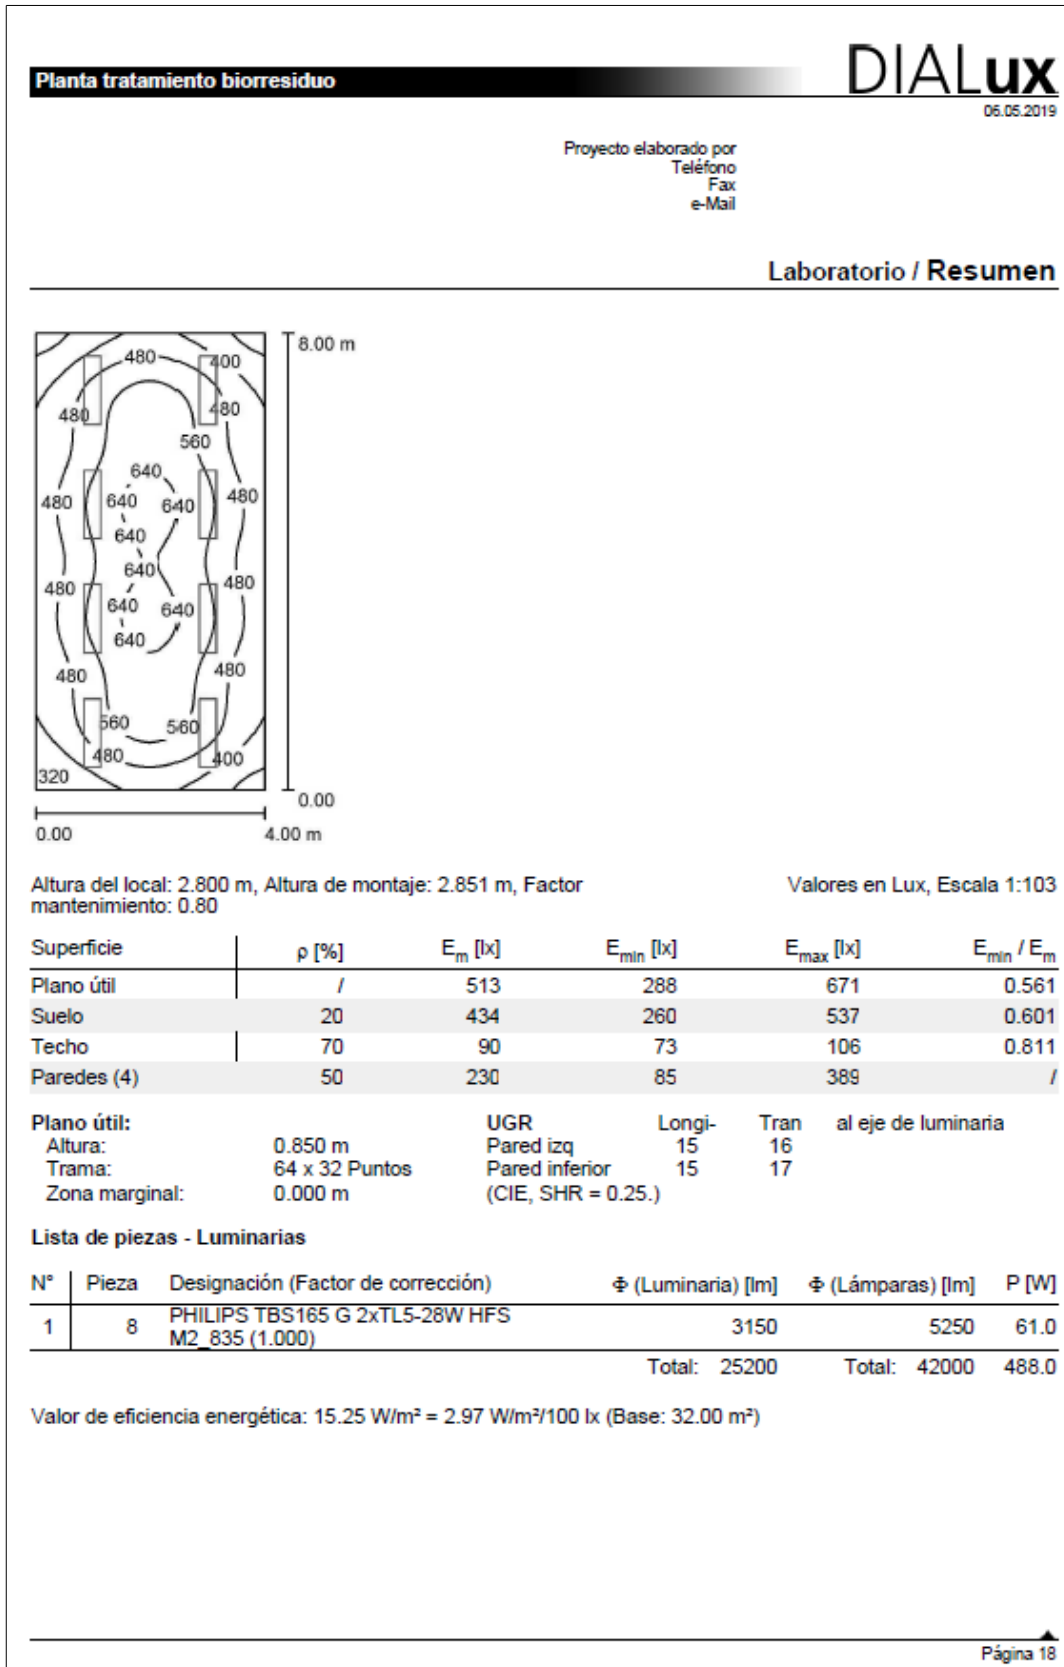 DIALux
Planta tratamiento biorresiduo
06.05.2019
Proyecto elaborado por
Teléfono
Fax
e-Mail
Laboratorio / Resumen
8.00 m
480 400
480 480
560
640
480 640 640 480
640
640
480 480
640 640
640
480 480
560 560
480 400
320
0.00
0.00 4.00 m
Altura del local: 2.800 m, Altura de montaje: 2.851 m, Factor
mantenimiento: 0.80
Valores en Lux, Escala 1:103
Superficie ρ [%] Em [lx] Emin [lx] Emax [lx] Emin / Em
Plano útil / 513 288 671 0.561
Suelo 20 434 260 537 0.601
Techo 70 90 73 106 0.811
Paredes (4) 50 230 85 389 /
Plano útil: UGR Longi- Tran al eje de luminaria
Altura: 0.850 m Pared izq 15 16
Trama: 64 x 32 Puntos Pared inferior 15 17
Zona marginal: 0.000 m (CIE, SHR = 0.25.)
Lista de piezas - Luminarias
N° Pieza Designación (Factor de corrección) Φ (Luminaria) [lm] Φ (Lámparas) [lm] P [W]
1 8 PHILIPS TBS165 G 2xTL5-28W HFS
M2_835 (1.000) 3150 5250 61.0
Total: 25200 Total: 42000 488.0
Valor de eficiencia energética: 15.25 W/m² = 2.97 W/m²/100 lx (Base: 32.00 m²)
Página 18